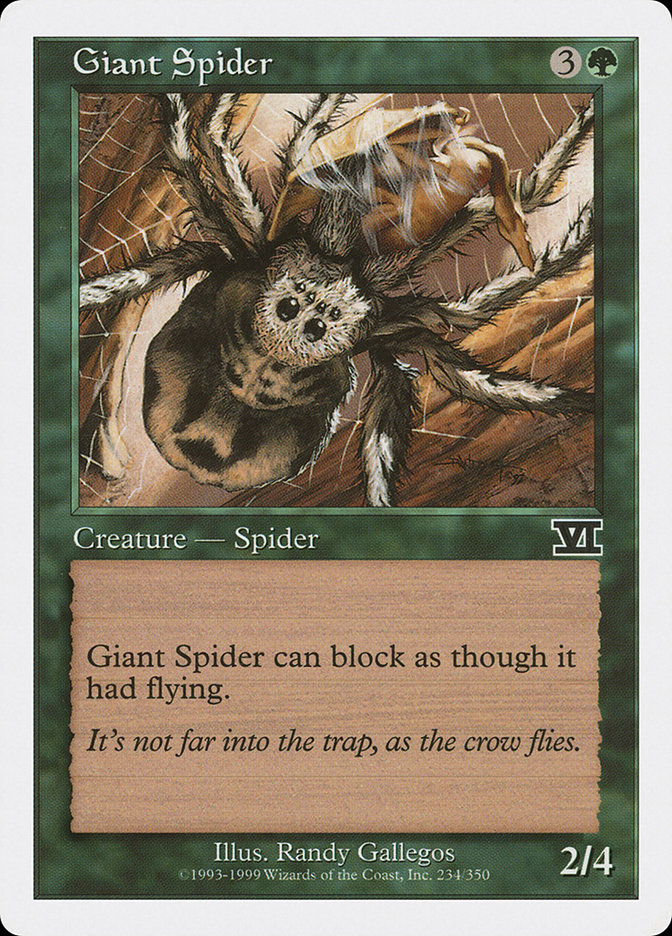 Giant Spider
3
Creature — Spider
VI
Giant Spider can block as though it
had flying.
It's not far into the trap, as the crow flies.
Illus. Randy Gallegos
©1993-1999 Wizards of the Coast, Inc. 234/350
2/4